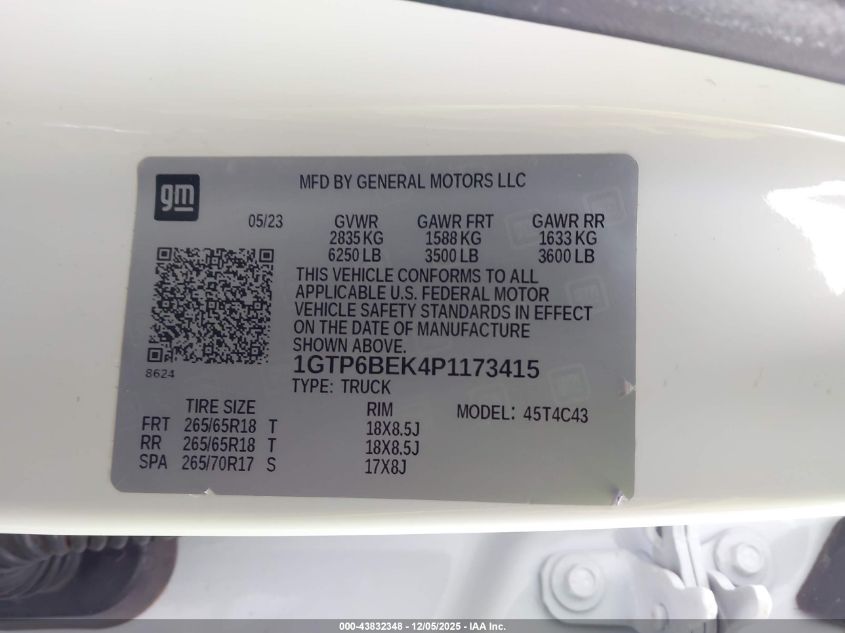 gm
MFD BY GENERAL MOTORS LLC
05/23 GVWR GAWR FRT GAWR RR
2835 KG 1588 KG 1633 KG
6250 LB 3500 LB 3600 LB
THIS VEHICLE CONFORMS TO ALL
APPLICABLE U.S. FEDERAL MOTOR
VEHICLE SAFETY STANDARDS IN EFFECT
ON THE DATE OF MANUFACTURE
SHOWN ABOVE.
8624
1GTP6BEK4P1173415
TYPE: TRUCK
TIRE SIZE RIM MODEL: 45T4C43
FRT 265/65R18 T 18X8.5J
RR 265/65R18 T 18X8.5J
SPA 265/70R17 S 17X8J
000-43832348 - 12/05/2025 - IAA Inc.